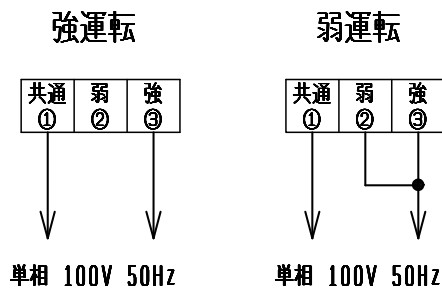 強運転 弱運転
共通 弱 強 共通 弱 強
① ② ③ ① ② ③
単相 100V 50Hz 単相 100V 50Hz